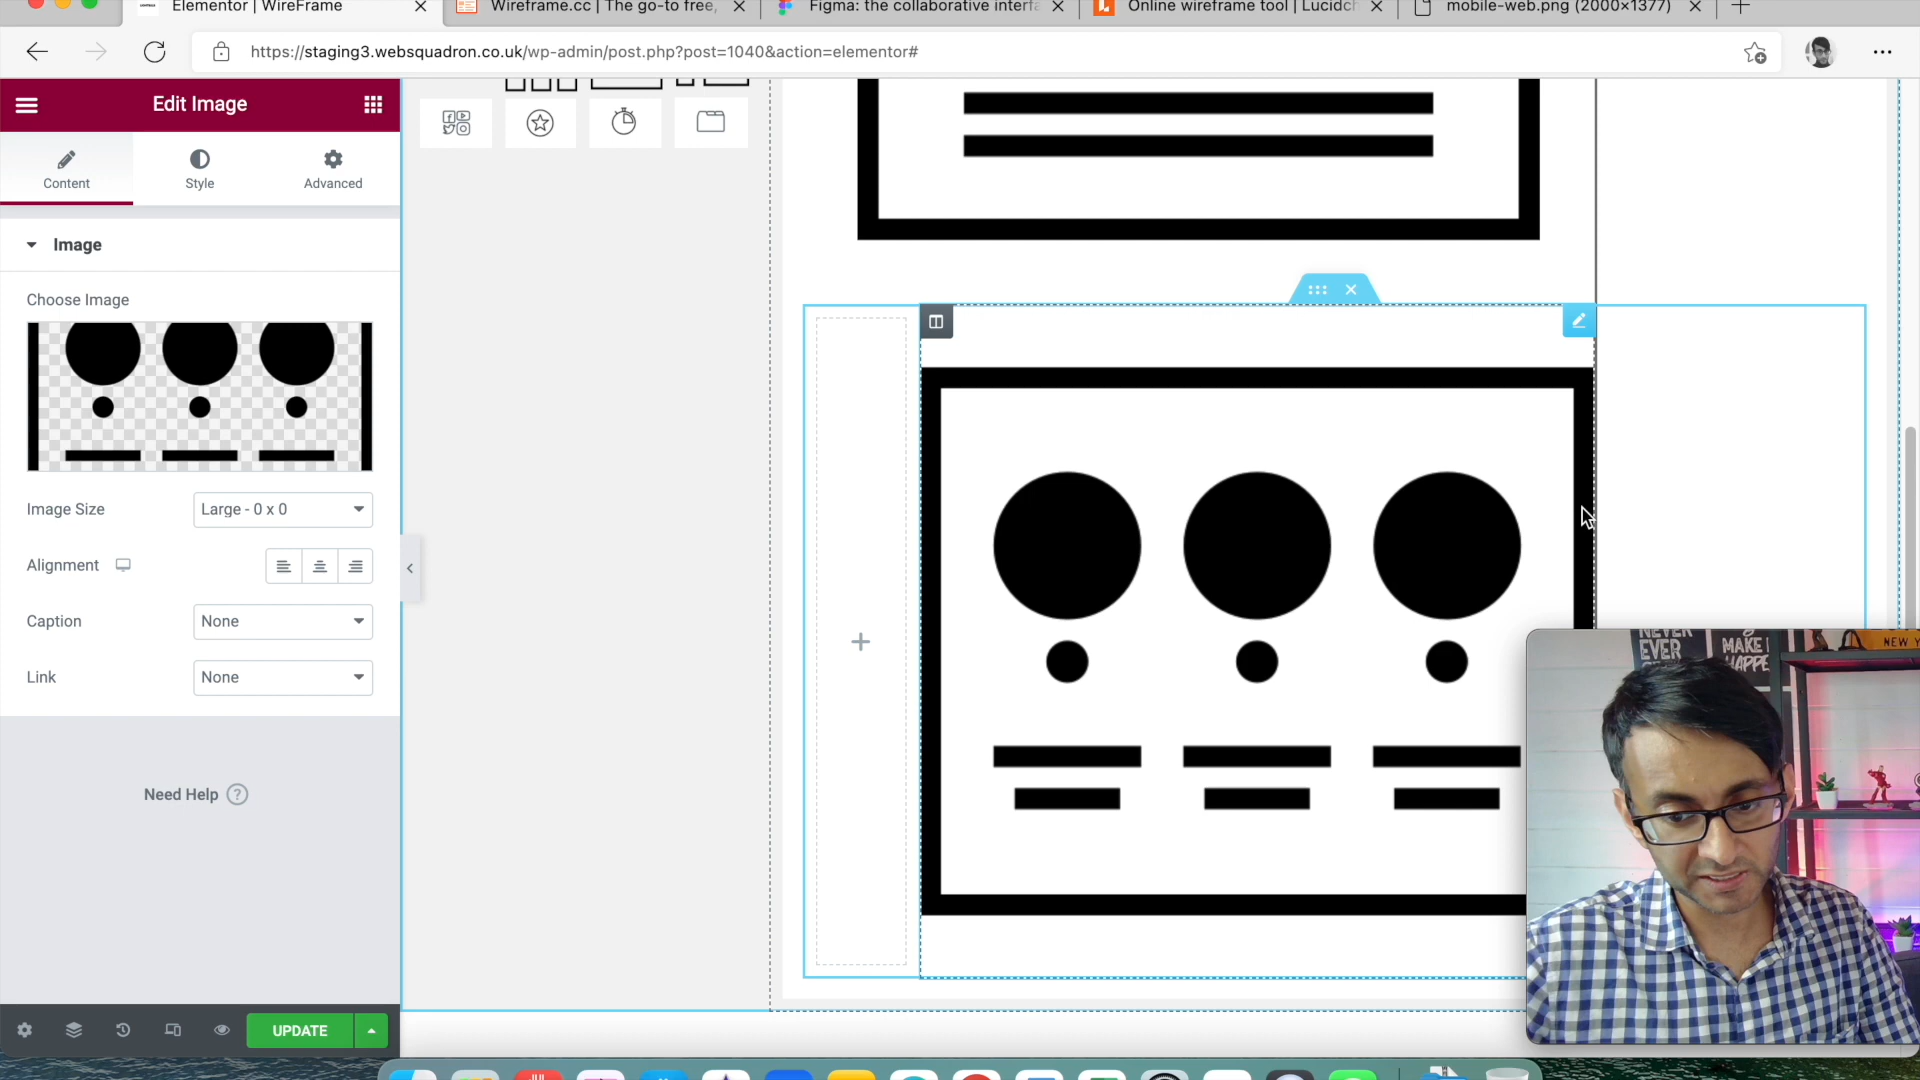 Elementor | WireFrame
Wireframe.cc | The go-to free,
Figma: the collaborative interfa
Online wireframe tool | Lucidch
mobile-web.png (2000×1377)
https://staging3.websquadron.co.uk/wp-admin/post.php?post=1040&action=elementor#
Edit Image
Content
Style
Advanced
Image
Choose Image
Image Size
Large - 0 x 0
Alignment
Caption
None
Link
None
Need Help ?
UPDATE
NEVER
EVER
MAKE
NEW Y